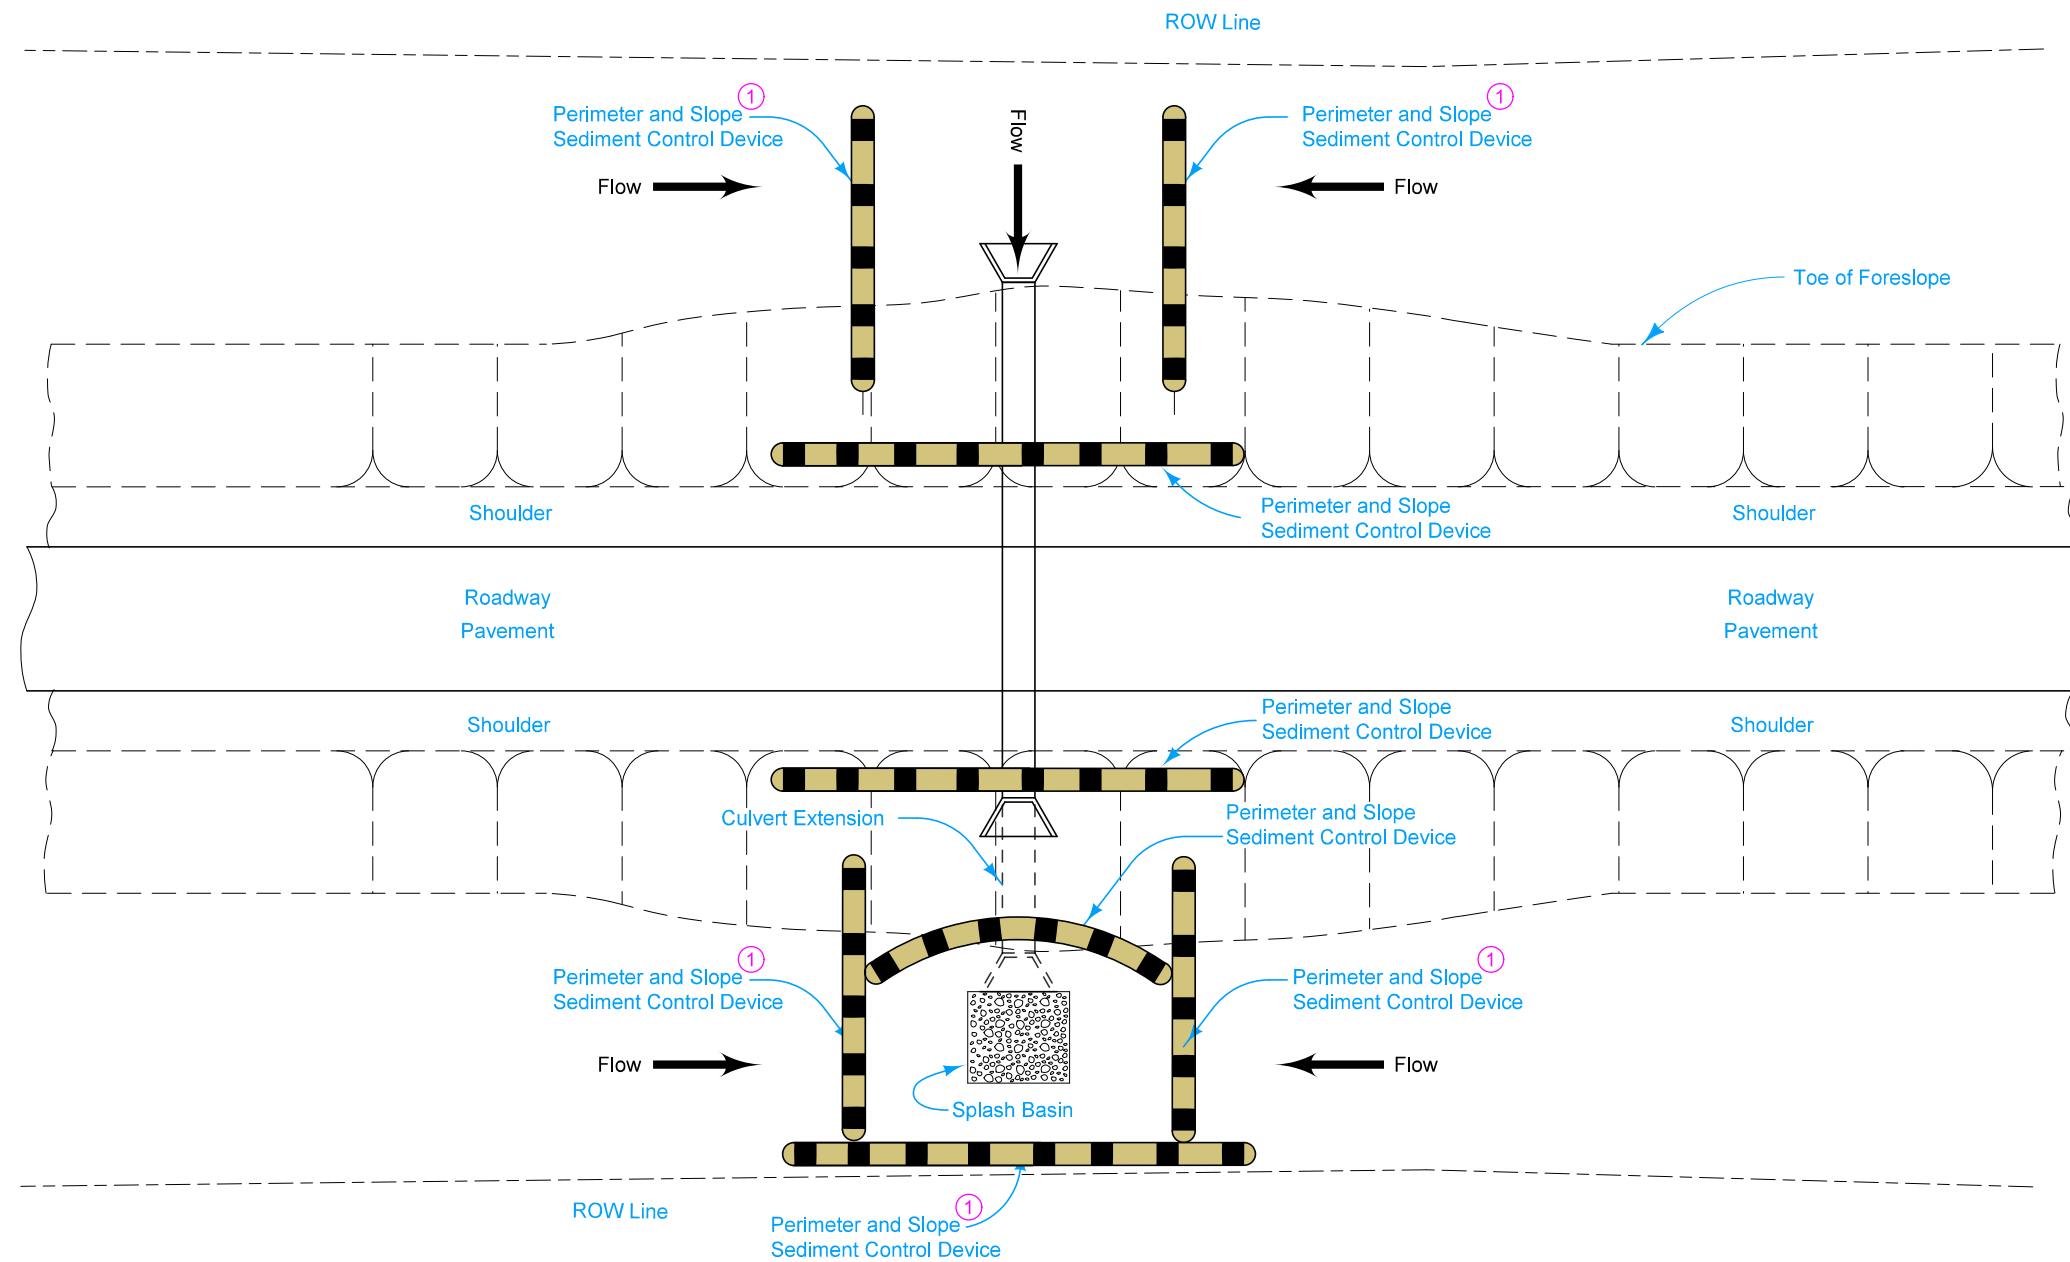 ROW Line
Perimeter and Slope ①
Sediment Control Device
Flow
Perimeter and Slope ①
Sediment Control Device
Flow
Flow
Toe of Foreslope
Shoulder
Perimeter and Slope
Sediment Control Device
Shoulder
Roadway
Pavement
Roadway
Pavement
Shoulder
Perimeter and Slope
Sediment Control Device
Shoulder
Culvert Extension
Perimeter and Slope
Sediment Control Device
Perimeter and Slope ①
Sediment Control Device
Perimeter and Slope ①
Sediment Control Device
Flow
Flow
Splash Basin
ROW Line
Perimeter and Slope ①
Sediment Control Device